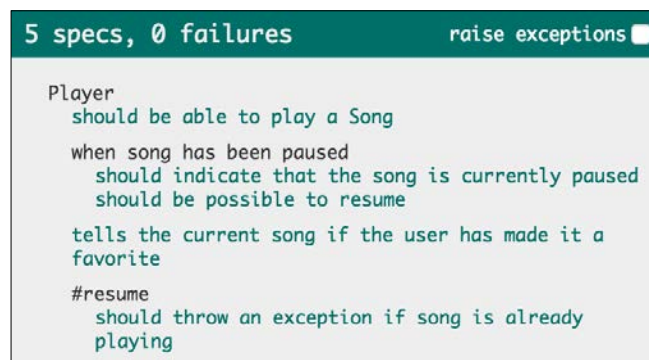 5 specs, 0 failures raise exceptions
Player
should be able to play a Song
when song has been paused
should indicate that the song is currently paused
should be possible to resume
tells the current song if the user has made it a
favorite
#resume
should throw an exception if song is already
playing